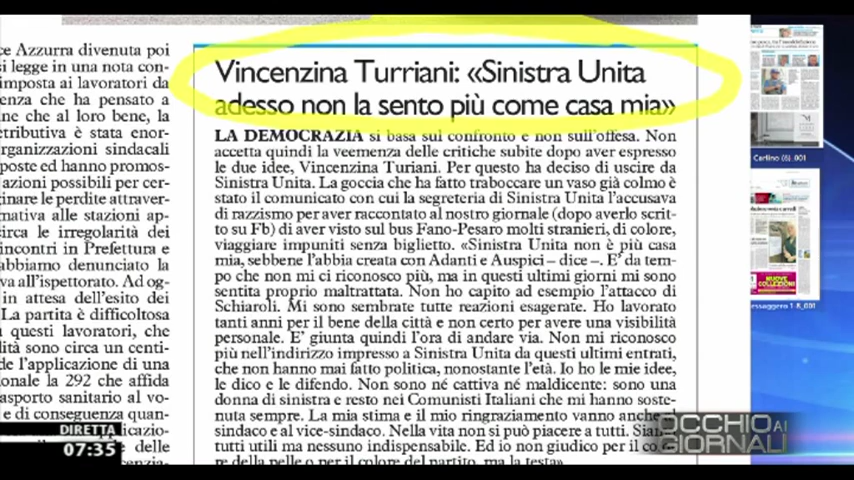 ce Azzurra divenuta poi
si legge in una nota con-
imposta ai lavoratori da
enza che ha pensato a
ne che al loro bene, la
etributiva è stata enor-
organizzazioni sindacali
poste ed hanno promos-
azioni possibili per cer-
ginare le perdite attraver-
mativa alle stazioni ap-
circa le irregolarità dei
incontri in Prefettura e
abbiamo denunciato la
va all'ispettorato. Ad og-
in attesa dell'esito dei
La partita è difficoltosa
questi lavoratori, che
lità sono circa un centi-
de l'applicazione di una
onale la 292 che affida
asporto sanitario al vo-
e di conseguenza quan-
plicazio-
delle
Vincenzina Turriani: «Sinistra Unita
adesso non la sento più come casa mia»
LA DEMOCRAZIA si basa sul confronto e non sull'offesa. Non
accetta quindi la veemenza delle critiche subite dopo aver espresso
le due idee, Vincenzina Turiani. Per questo ha deciso di uscire da
Sinistra Unita. La goccia che ha fatto traboccare un vaso già colmo è
stato il comunicato con cui la segreteria di Sinistra Unita l'accusava
di razzismo per aver raccontato al nostro giornale (dopo averlo scrit-
to su Fb) di aver visto sul bus Fano-Pesaro molti stranieri, di colore,
viaggiare impuniti senza biglietto. «Sinistra Unita non è più casa
mia, sebbene l'abbia creata con Adanti e Auspici – dice –. E' da tem-
po che non mi ci riconosco più, ma in questi ultimi giorni mi sono
sentita proprio maltrattata. Non ho capito ad esempio l'attacco di
Schiaroli. Mi sono sembrate tutte reazioni esagerate. Ho lavorato
tanti anni per il bene della città e non certo per avere una visibilità
personale. E' giunta quindi l'ora di andare via. Non mi riconosco
più nell'indirizzo impresso a Sinistra Unita da questi ultimi entrati,
che non hanno mai fatto politica, nonostante l'età. Io ho le mie idee,
le dico e le difendo. Non sono né cattiva né maldicente: sono una
donna di sinistra e resto nei Comunisti Italiani che mi hanno soste-
nuta sempre. La mia stima e il mio ringraziamento vanno anche
sindaco e al vice-sindaco. Nella vita non si può piacere a tutti.
tutti utili ma nessuno indispensabile. Ed io non giudico per il
re della pelle o per il colore del partito, ma la testa».
Carlino (6)_001
NUOVE
COLLEZIONI
ssaggero 1-8_001
DIRETTA
07:35
OCCHIO AI
GIORNALI